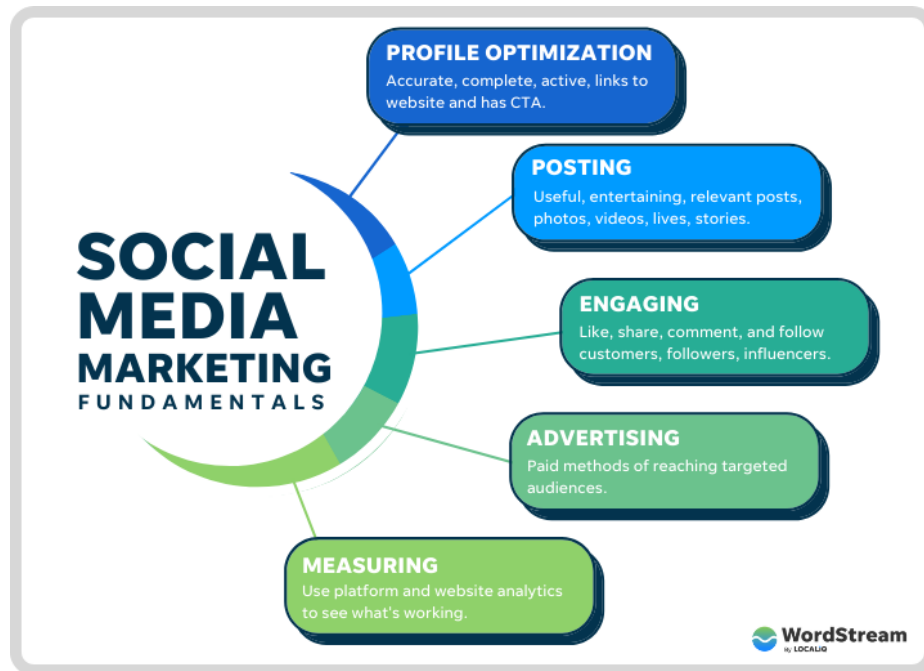 SOCIAL
MEDIA
MARKETING
FUNDAMENTALS
PROFILE OPTIMIZATION
Accurate, complete, active, links to
website and has CTA.
POSTING
Useful, entertaining, relevant posts,
photos, videos, lives, stories.
ENGAGING
Like, share, comment, and follow
customers, followers, influencers.
ADVERTISING
Paid methods of reaching targeted
audiences.
MEASURING
Use platform and website analytics
to see what's working.
WordStream
By LOCALiQ